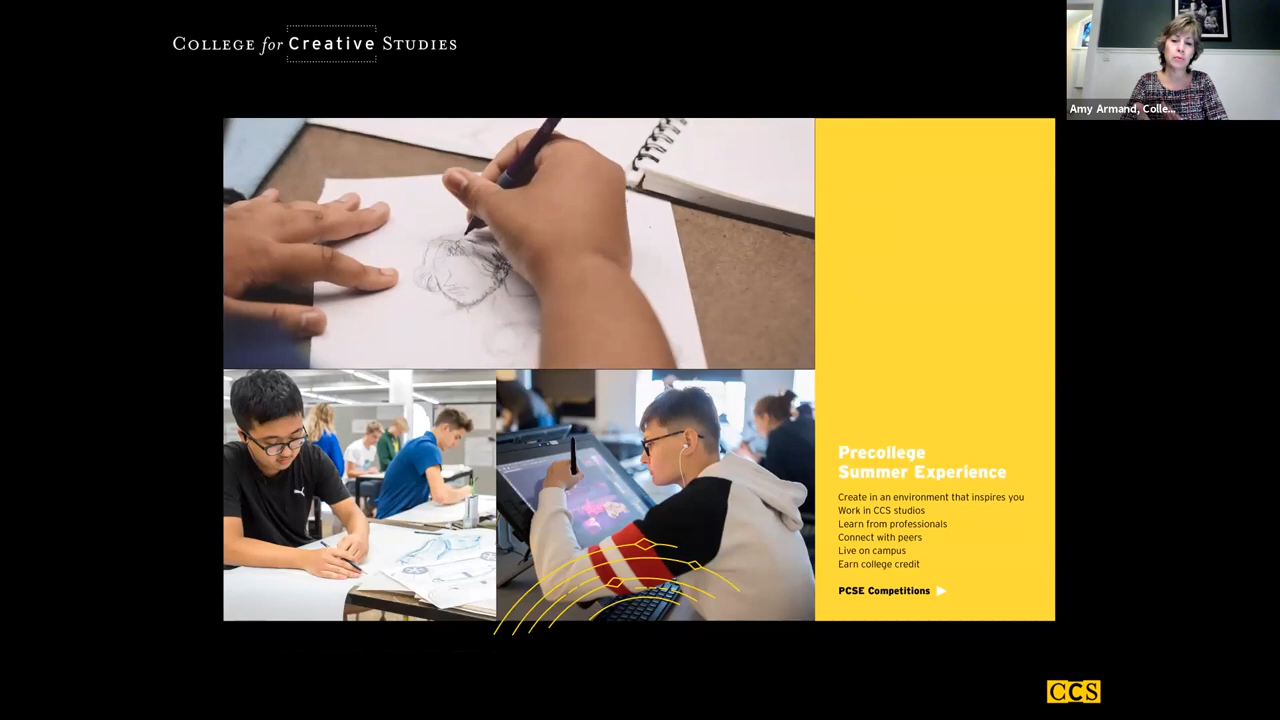 College for Creative Studies
Amy Armand, Colle...
Precollege
Summer Experience
Create in an environment that inspires you
Work in CCS studios
Learn from professionals
Connect with peers
Live on campus
Earn college credit
PCSE Competitions
CCS